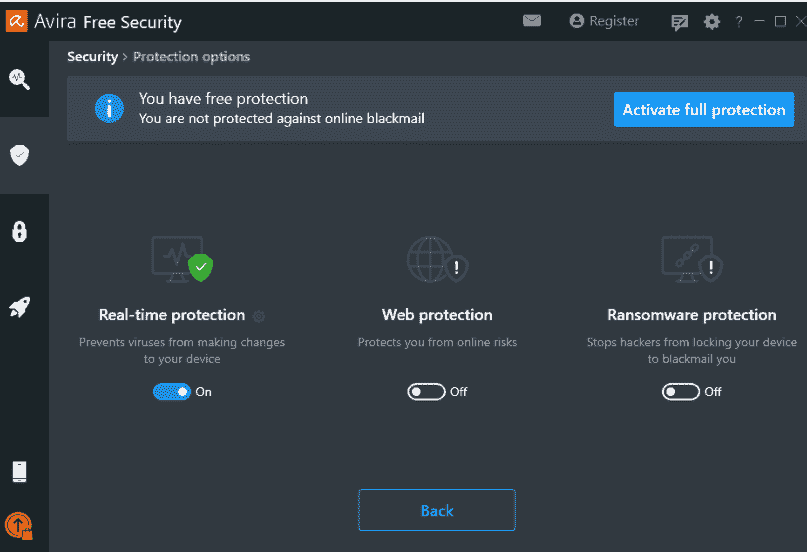 Avira Free Security
Register
?
Security > Protection options
You have free protection
You are not protected against online blackmail
Activate full protection
Real-time protection
Prevents viruses from making changes
to your device
On
Web protection
Protects you from online risks
Off
Ransomware protection
Stops hackers from locking your device
to blackmail you
Off
Back